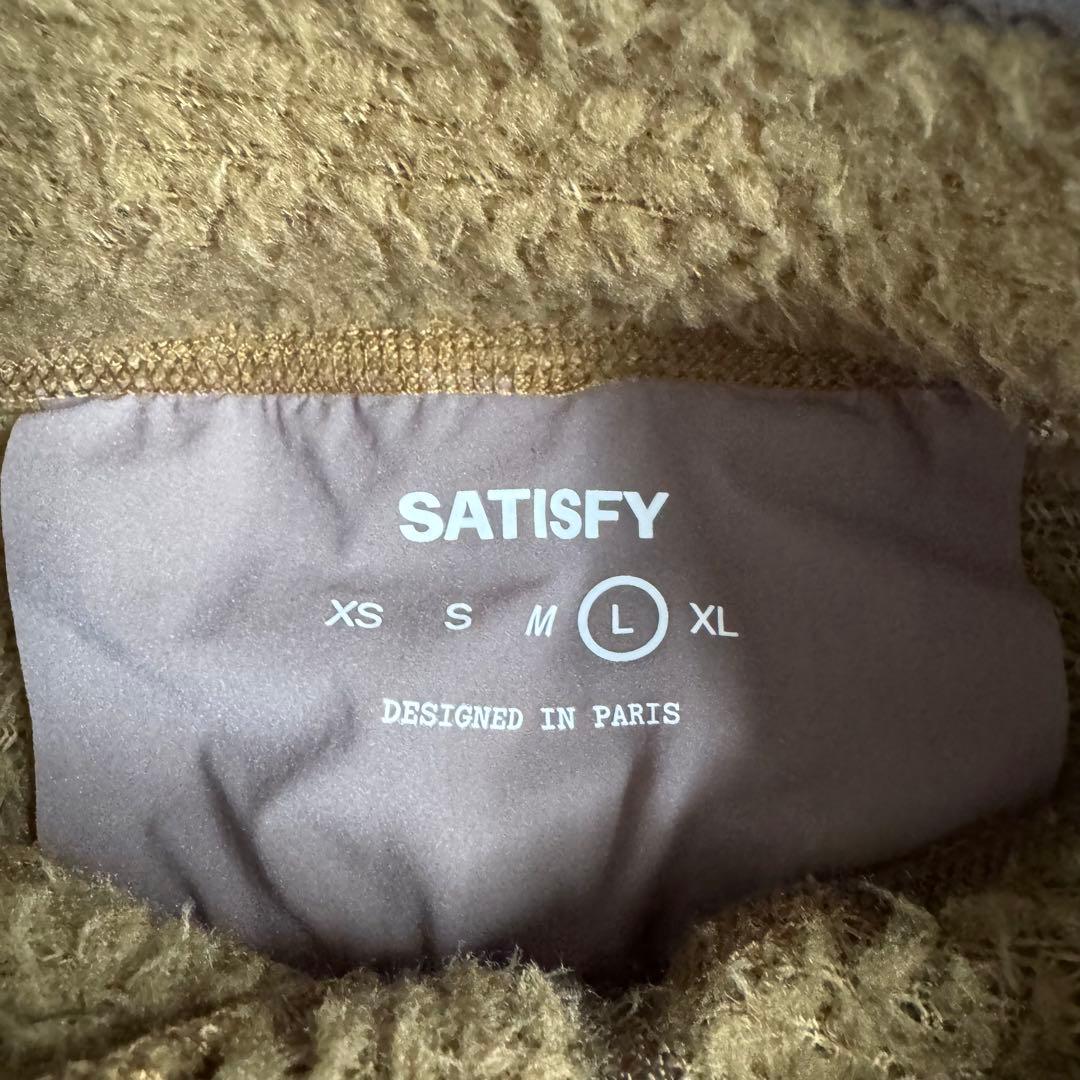 SATISFY
XS S M L XL
DESIGNED IN PARIS